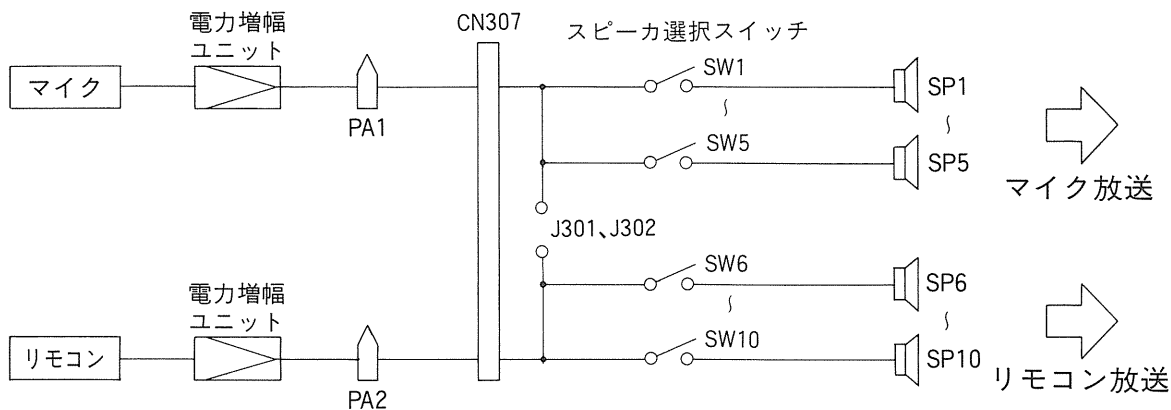 電力増幅
ユニット
CN307
スピーカ選択スイッチ
マイク
PA1
SW1
SP1
~
~
SW5
SP5
マイク放送
J301、J302
電力増幅
ユニット
SW6
SP6
~
~
リモコン
PA2
SW10
SP10
リモコン放送